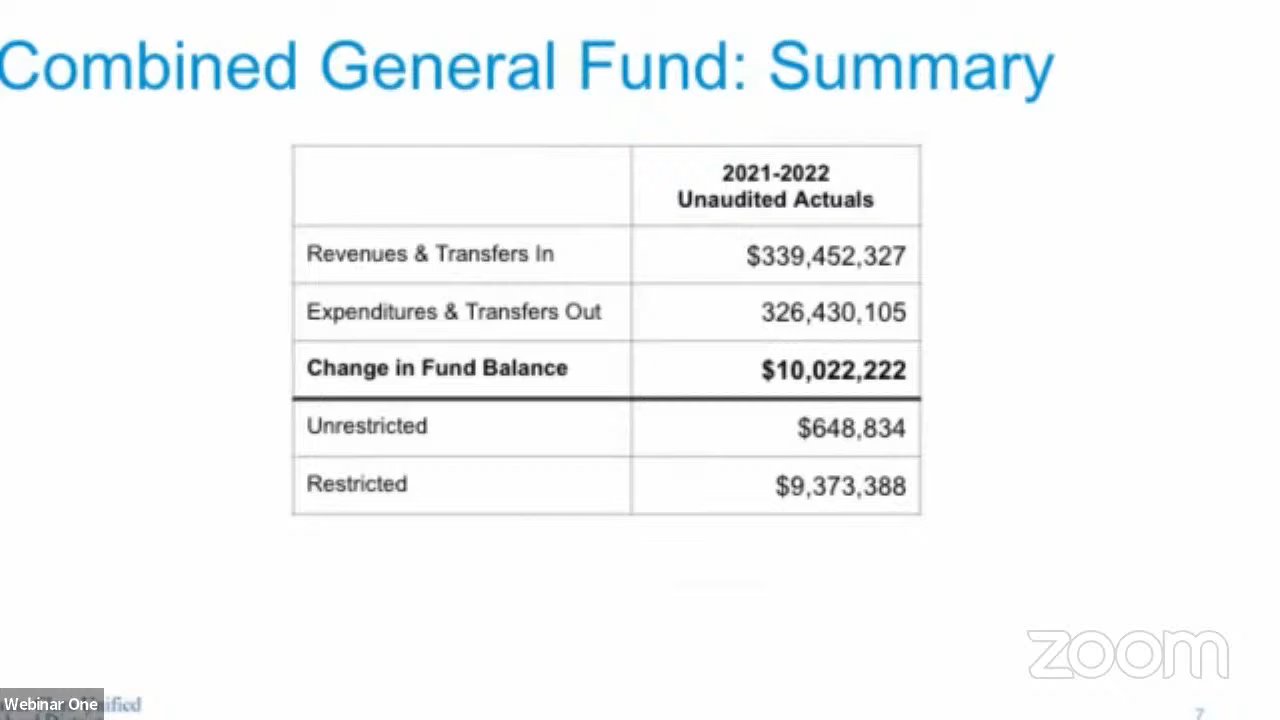 Combined General Fund: Summary
2021-2022
Unaudited Actuals
Revenues & Transfers In $339,452,327
Expenditures & Transfers Out 326,430,105
Change in Fund Balance $10,022,222
Unrestricted $648,834
Restricted $9,373,388
zoom
Webinar One
7